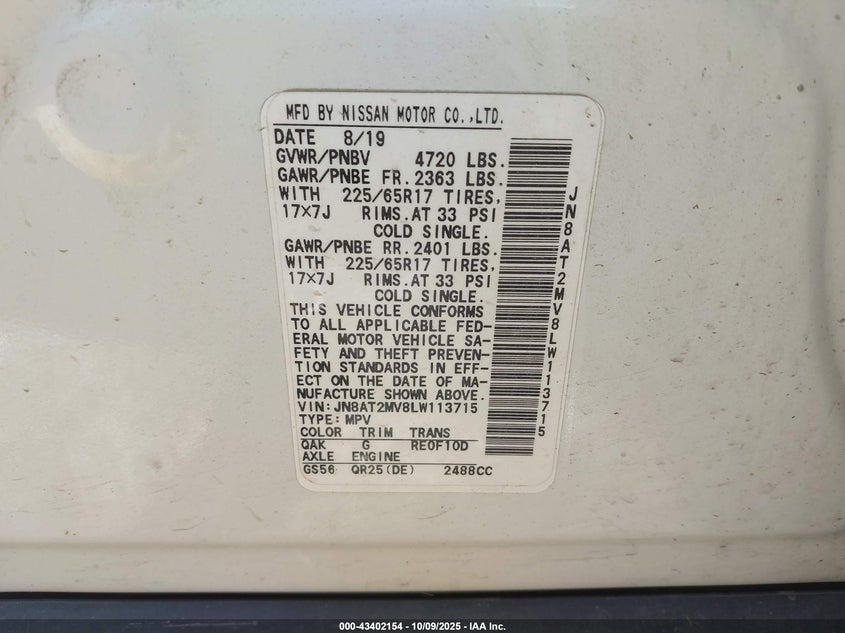 MFD BY NISSAN MOTOR CO.,LTD.
DATE 8/19
GVWR/PNBV 4720 LBS.
GAWR/PNBE FR. 2363 LBS.
WITH 225/65R17 TIRES,
17×7J RIMS. AT 33 PSI
COLD SINGLE.
GAWR/PNBE RR. 2401 LBS.
WITH 225/65R17 TIRES,
17×7J RIMS. AT 33 PSI
COLD SINGLE.
THIS VEHICLE CONFORMS
TO ALL APPLICABLE FED-
ERAL MOTOR VEHICLE SA-
FETY AND THEFT PREVEN-
TION STANDARDS IN EFF-
ECT ON THE DATE OF MA-
NUFACTURE SHOWN ABOVE.
VIN: JN8AT2MV8LW113715
TYPE: MPV
COLOR TRIM TRANS
QAK G RE0F10D
AXLE ENGINE
GS56 QR25(DE) 2488CC
JN8AT2MV8LW113715
000-43402154 - 10/09/2025 - IAA Inc.